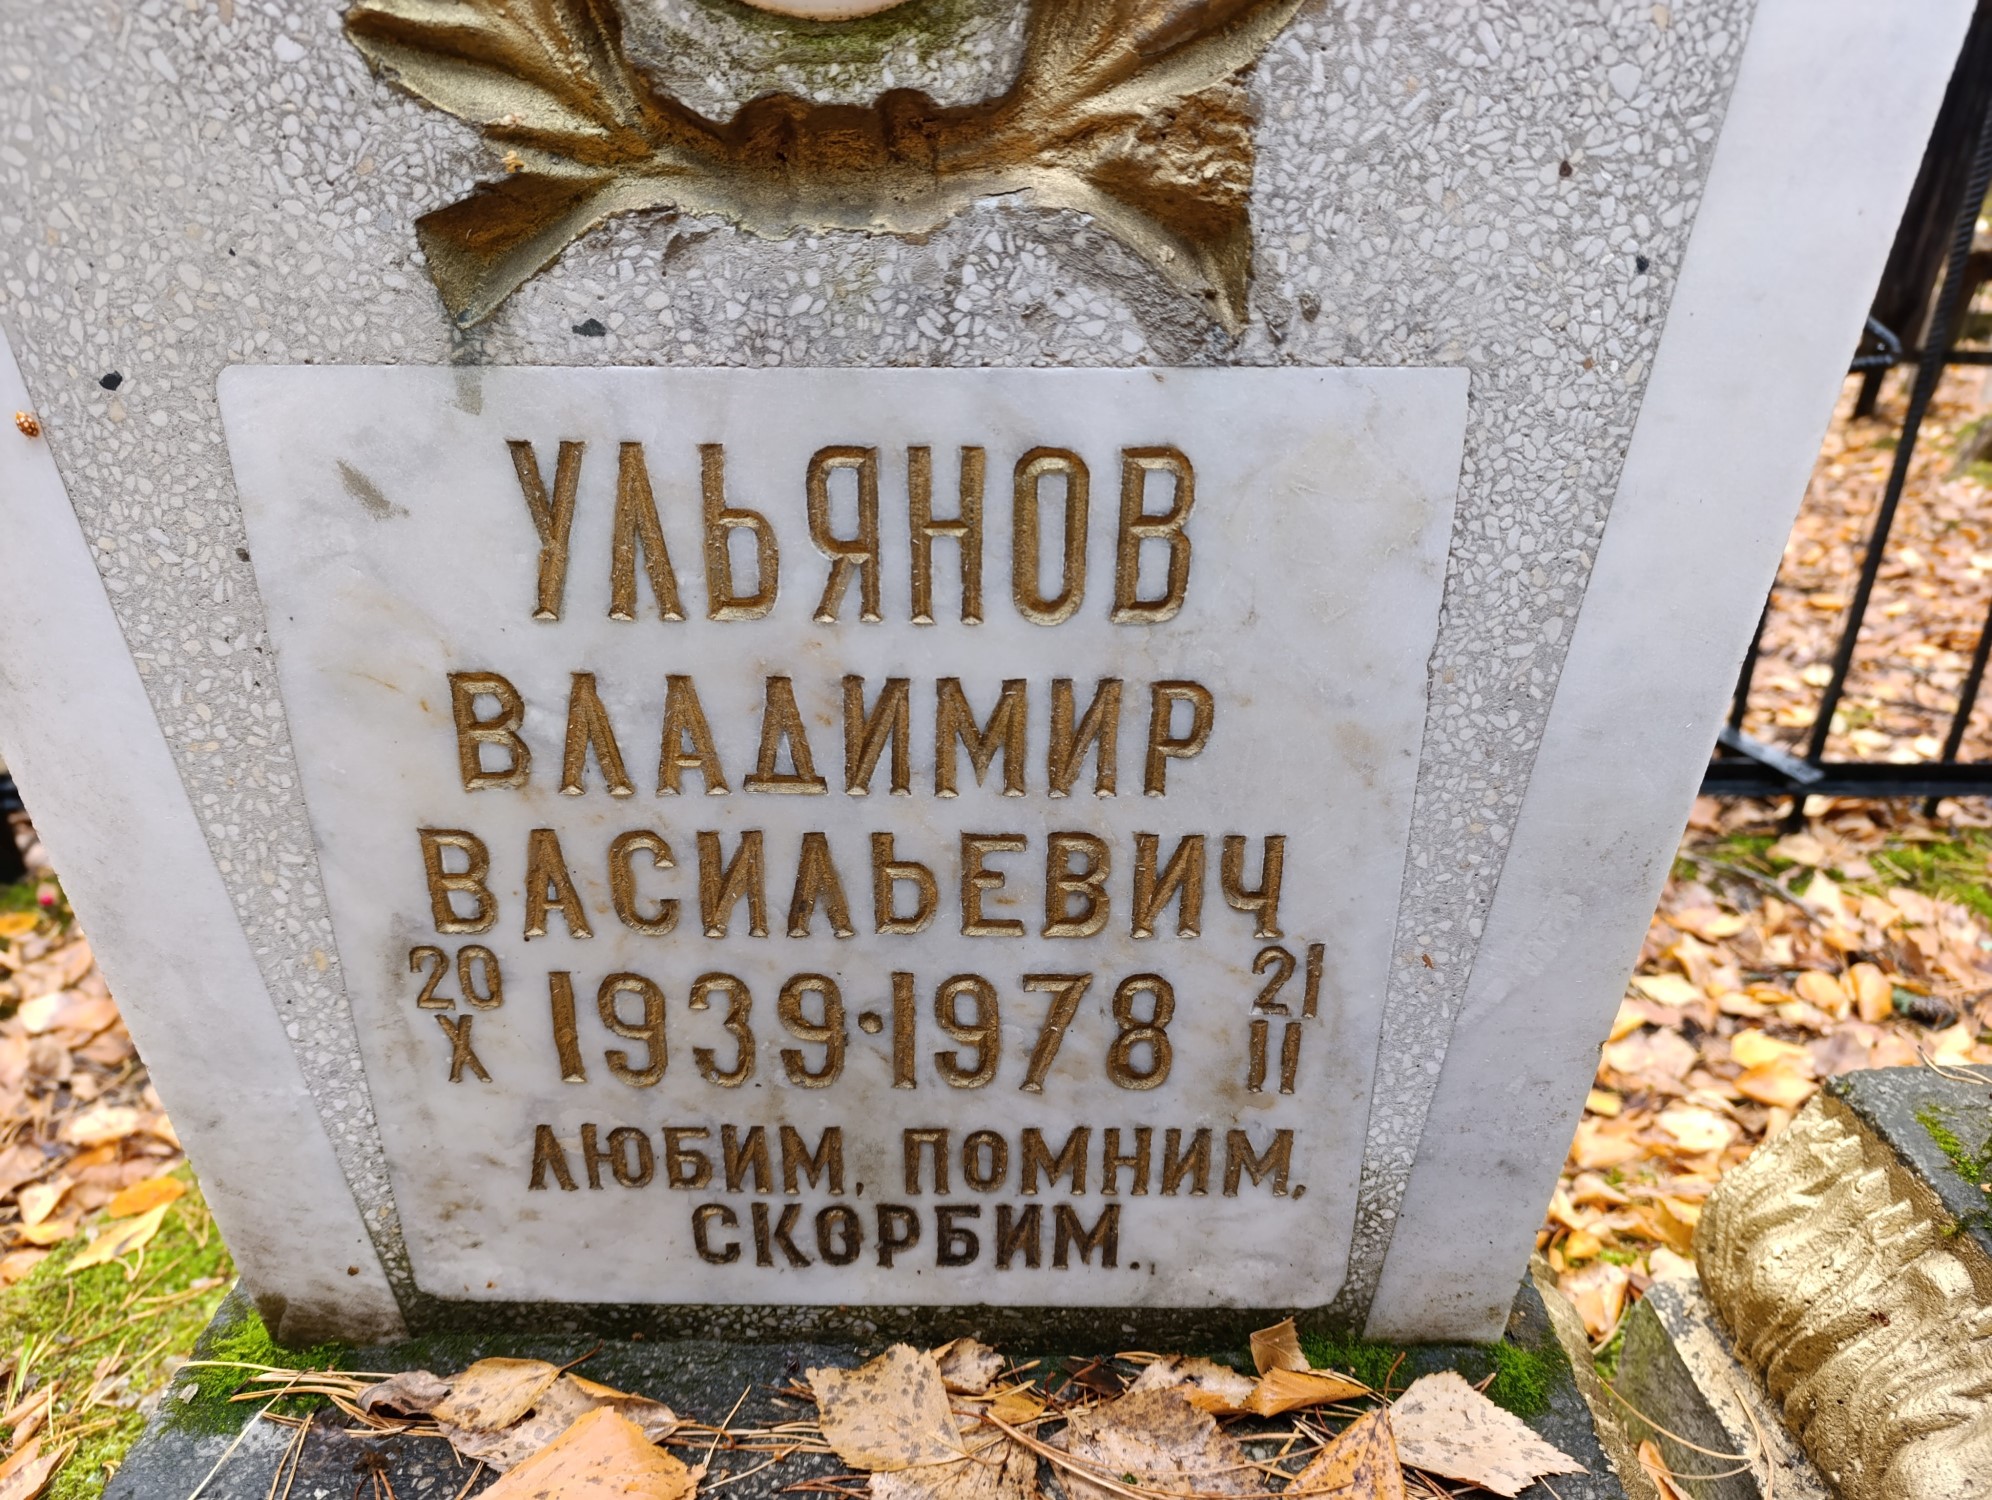 УЛЬЯНОВ
ВЛАДИМИР
ВАСИЛЬЕВИЧ
20 X 1939·1978 21 II
ЛЮБИМ, ПОМНИМ,
СКОРБИМ.